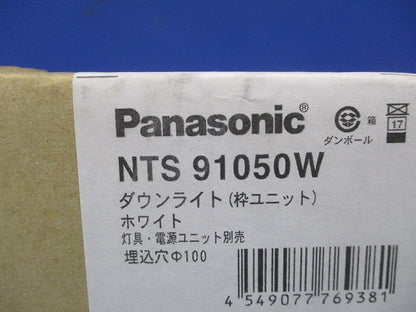 Panasonic®
箱
ダンボール
17
NTS 91050W
ダウンライト(枠ユニット)
ホワイト
灯具・電源ユニット別売
埋込穴Φ100
4 549077 769381